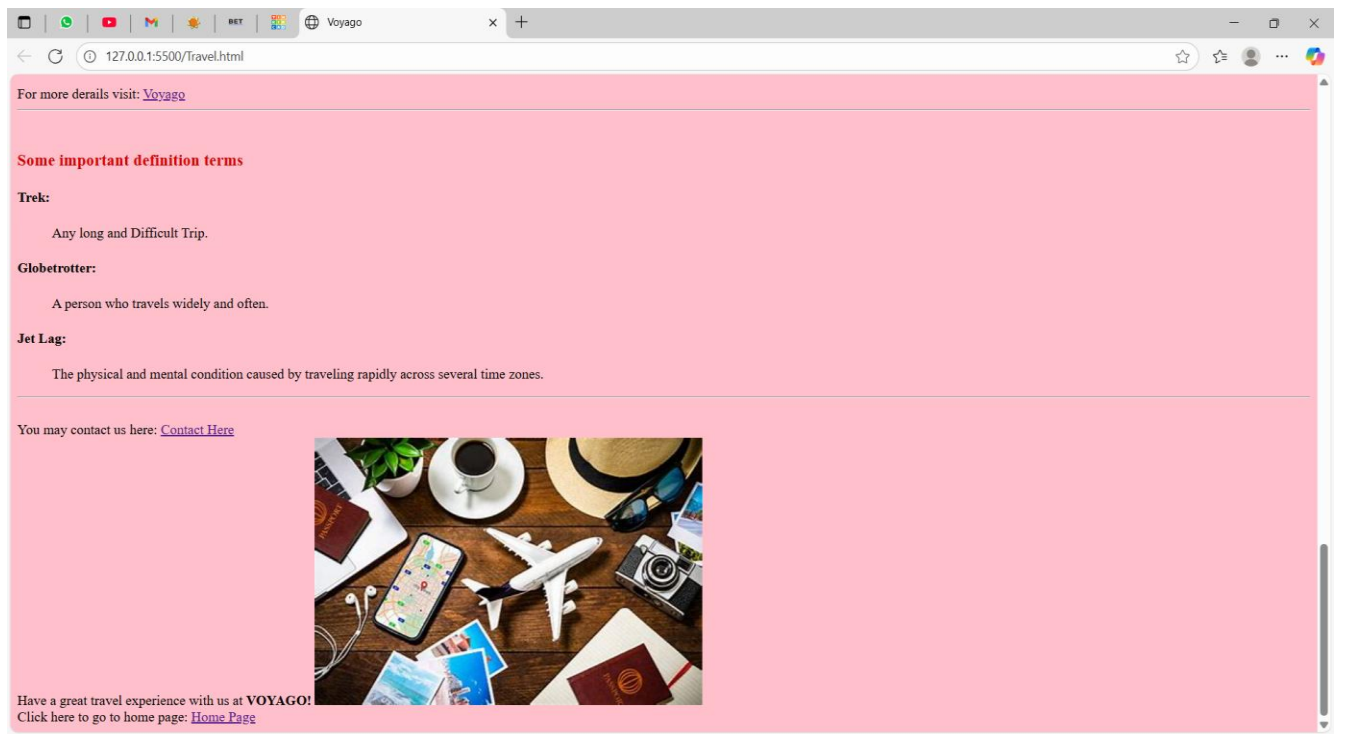 BET
Voyago
127.0.0.1:5500/Travel.html
For more derails visit: Voyago
Some important definition terms
Trek:
Any long and Difficult Trip.
Globetrotter:
A person who travels widely and often.
Jet Lag:
The physical and mental condition caused by traveling rapidly across several time zones.
You may contact us here: Contact Here
PASSPORT
PASSPORT
Have a great travel experience with us at VOYAGO!
Click here to go to home page: Home Page